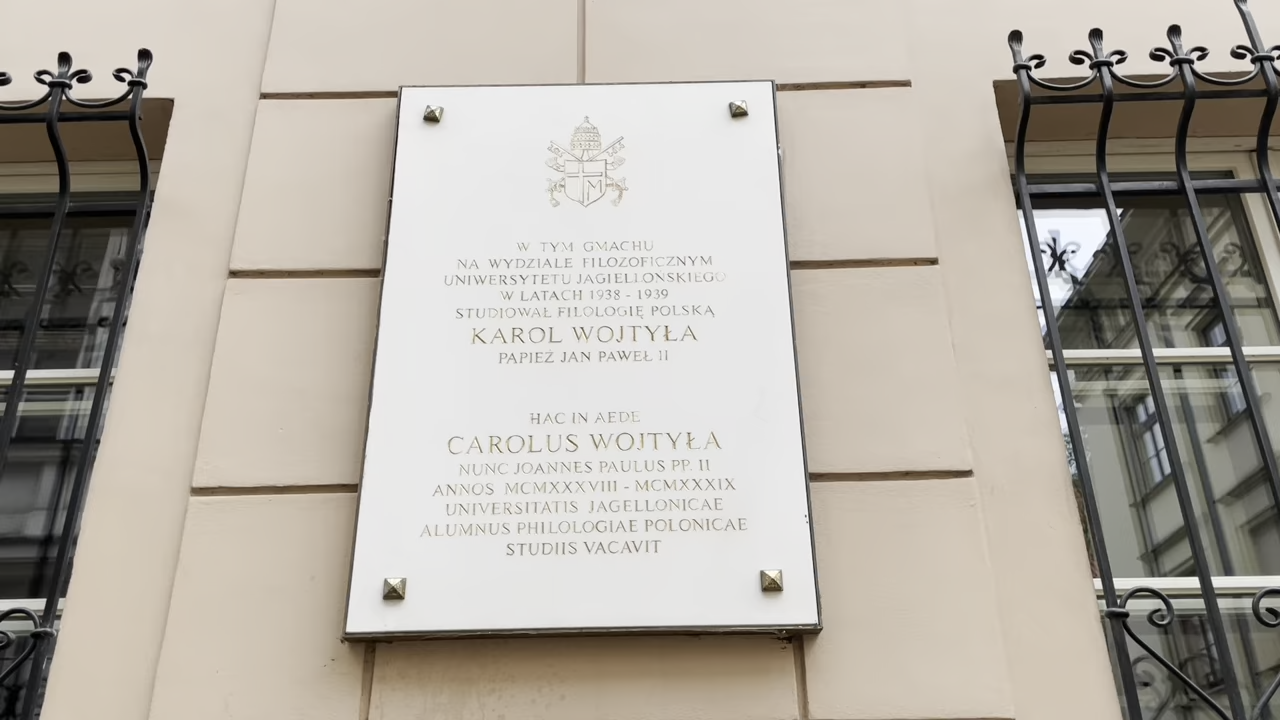 M
W TYM GMACHU
NA WYDZIALE FILOZOFICZNYM
UNIWERSYTETU JAGIELLOŃSKIEGO
W LATACH 1938 - 1939
STUDIOWAŁ FILOLOGIĘ POLSKĄ
KAROL WOJTYŁA
PAPIEŻ JAN PAWEŁ II
HAC IN AEDE
CAROLUS WOJTYŁA
NUNC JOANNES PAULUS PP. II
ANNOS MCMXXXVIII - MCMXXXIX
UNIVERSITATIS JAGELLONICAE
ALUMNUS PHILOLOGIAE POLONICAE
STUDIIS VACAVIT